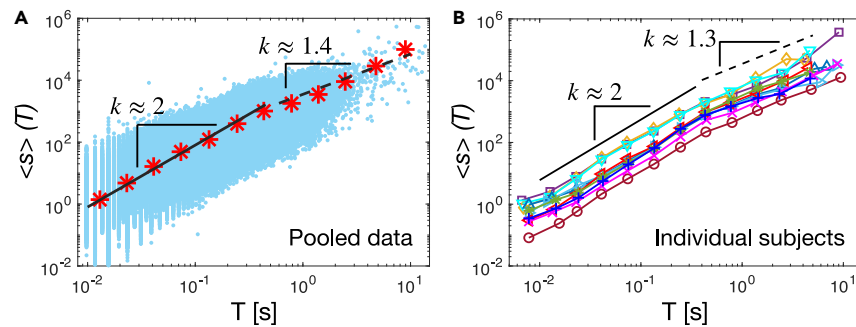 A
<s> (T)
10^6
10^4
10^2
10^0
10^-2
k ≈ 2
k ≈ 1.4
Pooled data
10^-2
10^-1
10^0
10^1
T [s]
B
<s> (T)
10^6
10^4
10^2
10^0
10^-2
k ≈ 2
k ≈ 1.3
Individual subjects
10^-2
10^-1
10^0
10^1
T [s]